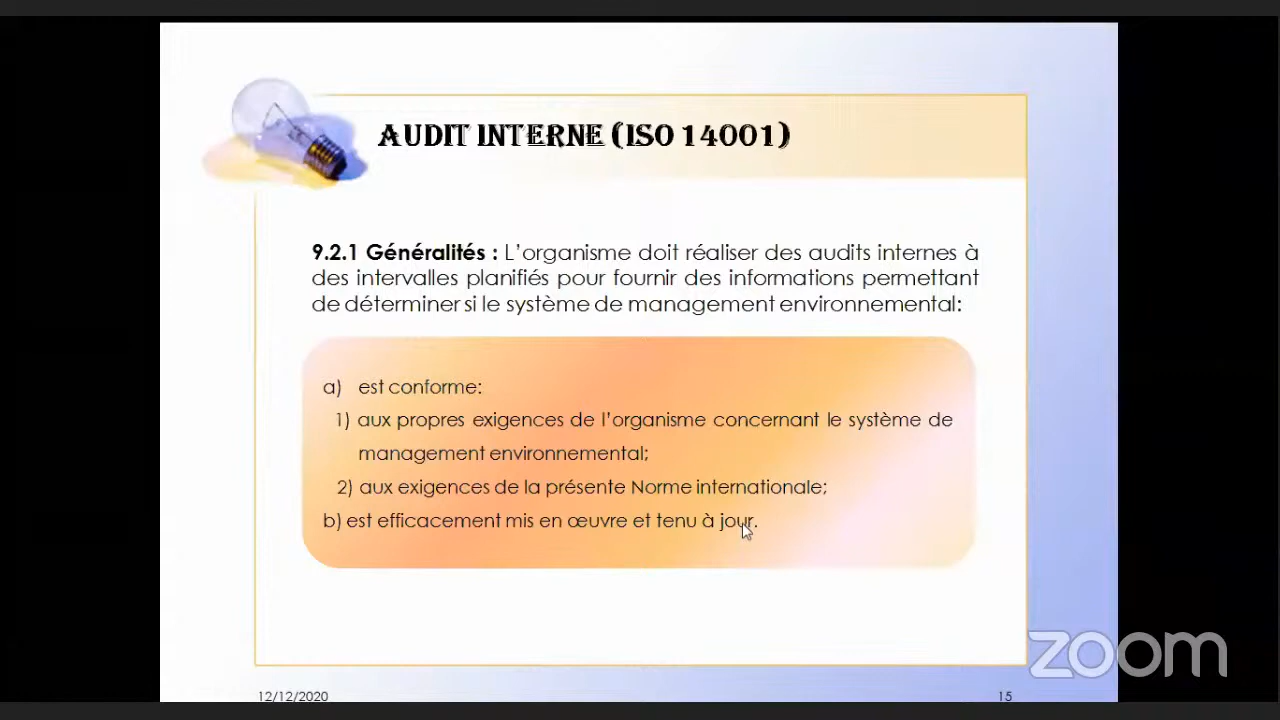 AUDIT INTERNE (ISO 14001)
9.2.1 Généralités : L'organisme doit réaliser des audits internes à
des intervalles planifiés pour fournir des informations permettant
de déterminer si le système de management environnemental:
a) est conforme:
1) aux propres exigences de l'organisme concernant le système de
management environnemental;
2) aux exigences de la présente Norme internationale;
b) est efficacement mis en œuvre et tenu à jour.
zoom
12/12/2020
15